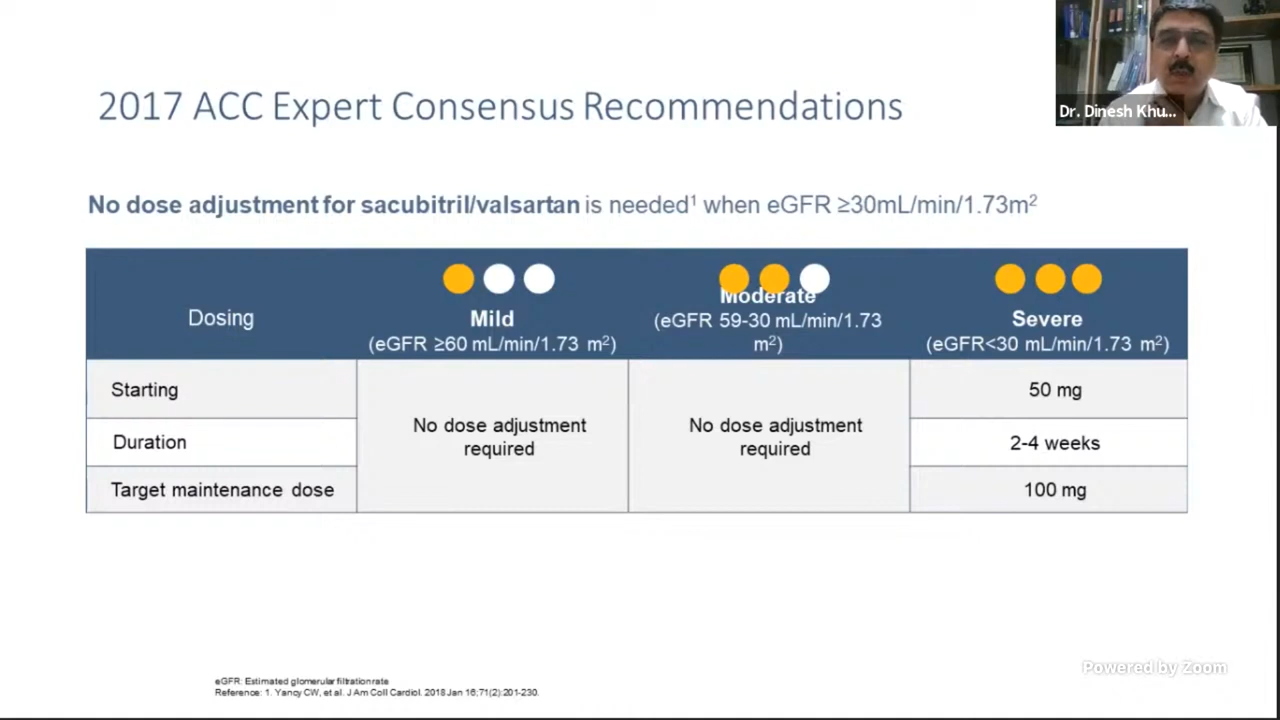 Dr. Dinesh Khu...
2017 ACC Expert Consensus Recommendations
No dose adjustment for sacubitril/valsartan is needed¹ when eGFR ≥30mL/min/1.73m²
Dosing
Mild
(eGFR ≥60 mL/min/1.73 m²)
Moderate
(eGFR 59-30 mL/min/1.73
m²)
Severe
(eGFR<30 mL/min/1.73 m²)
Starting
No dose adjustment
required
No dose adjustment
required
50 mg
Duration
2-4 weeks
Target maintenance dose
100 mg
Powered by Zoom
eGFR: Estimated glomerular filtration rate
Reference: 1. Yancy CW, et al. J Am Coll Cardiol. 2018 Jan 16;71(2):201-230.